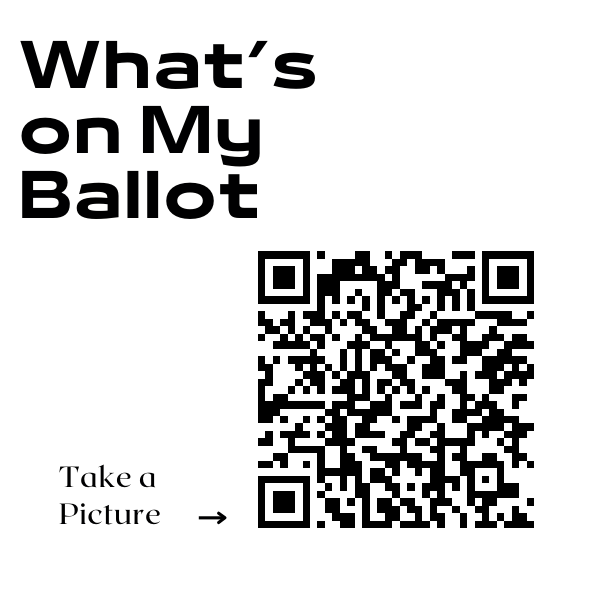 What's
on My
Ballot
Take a
Picture →